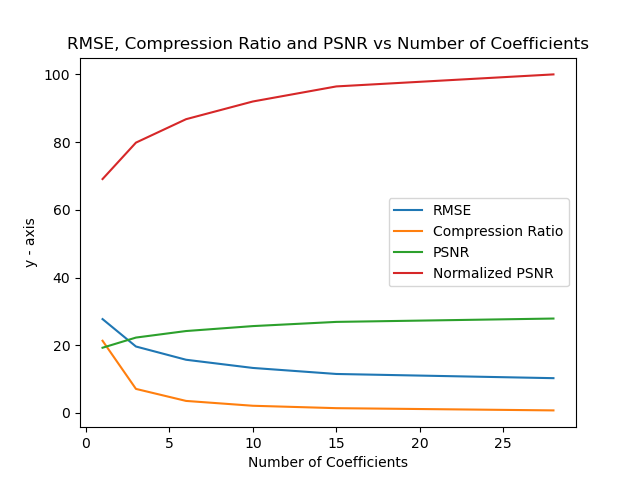 RMSE, Compression Ratio and PSNR vs Number of Coefficients
100
80
60
40
20
0
y - axis
RMSE
Compression Ratio
PSNR
Normalized PSNR
0 5 10 15 20 25
Number of Coefficients